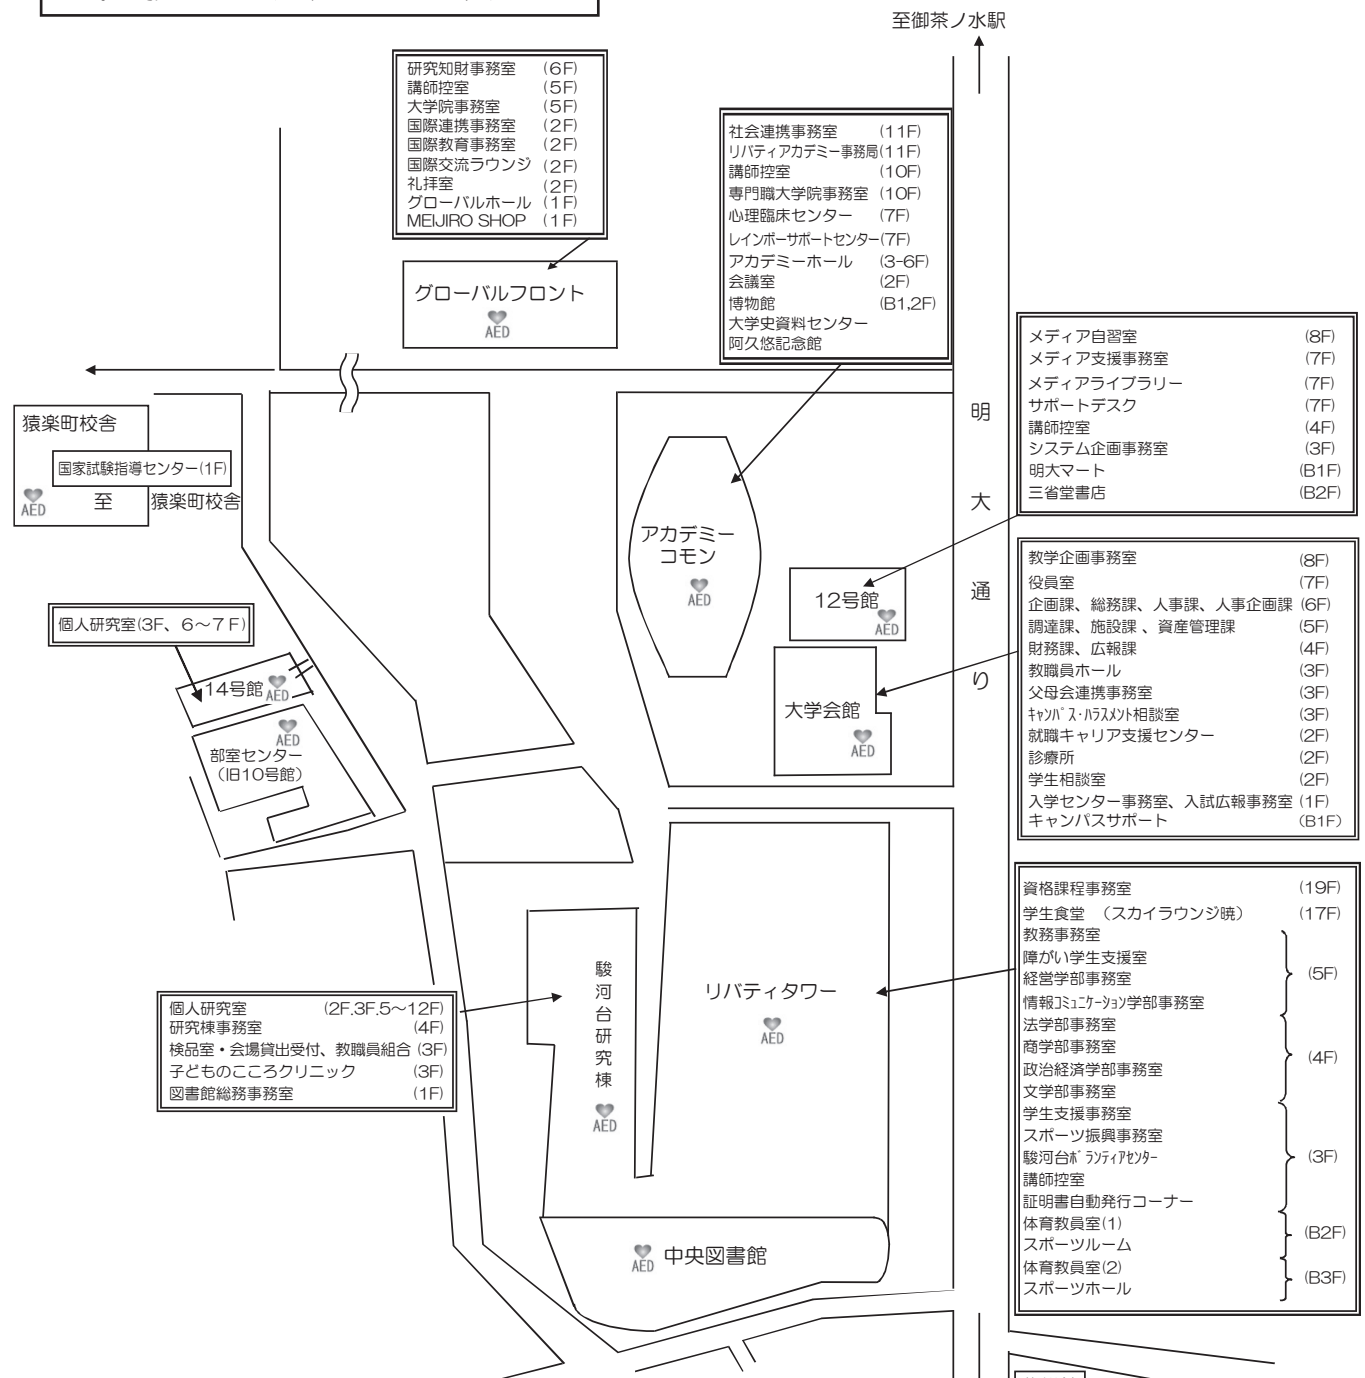 至御茶ノ水駅
研究知財事務室 (6F)
講師控室 (5F)
大学院事務室 (5F)
国際連携事務室 (2F)
国際教育事務室 (2F)
国際交流ラウンジ (2F)
礼拝室 (2F)
グローバルホール (1F)
MEIJIRO SHOP (1F)
グローバルフロント
AED
社会連携事務室 (11F)
リバティアカデミー事務局(11F)
講師控室 (10F)
専門職大学院事務室 (10F)
心理臨床センター (7F)
レインボーサポートセンター(7F)
アカデミーホール (3-6F)
会議室 (2F)
博物館 (B1,2F)
大学史資料センター
阿久悠記念館
明大通り
メディア自習室 (8F)
メディア支援事務室 (7F)
メディアライブラリー (7F)
サポートデスク (7F)
講師控室 (4F)
システム企画事務室 (3F)
明大マート (B1F)
三省堂書店 (B2F)
猿楽町校舎
国家試験指導センター(1F)
AED
至 猿楽町校舎
アカデミー
コモン
AED
12号館
AED
教学企画事務室 (8F)
役員室 (7F)
企画課、総務課、人事課、人事企画課 (6F)
調達課、施設課 、資産管理課 (5F)
財務課、広報課 (4F)
教職員ホール (3F)
父母会連携事務室 (3F)
ｷｬﾝﾊﾟｽ･ﾊﾗｽﾒﾝﾄ相談室 (3F)
就職キャリア支援センター (2F)
診療所 (2F)
学生相談室 (2F)
入学センター事務室、入試広報事務室 (1F)
キャンパスサポート (B1F)
大学会館
AED
個人研究室(3F、6～7F)
14号館
AED
AED
部室センター
(旧10号館)
資格課程事務室 (19F)
学生食堂 （スカイラウンジ暁） (17F)
教務事務室
障がい学生支援室
経営学部事務室
情報ｺﾐｭﾆｹｰｼｮﾝ学部事務室
(5F)
法学部事務室
商学部事務室
政治経済学部事務室
文学部事務室
(4F)
学生支援事務室
スポーツ振興事務室
駿河台ﾎﾞﾗﾝﾃｨｱｾﾝﾀｰ
講師控室
証明書自動発行コーナー
(3F)
体育教員室(1)
スポーツルーム
(B2F)
体育教員室(2)
スポーツホール
(B3F)
個人研究室 (2F.3F.5～12F)
研究棟事務室 (4F)
検品室・会場貸出受付、教職員組合 (3F)
子どものこころクリニック (3F)
図書館総務事務室 (1F)
駿河台研究棟
AED
リバティタワー
AED
AED
中央図書館